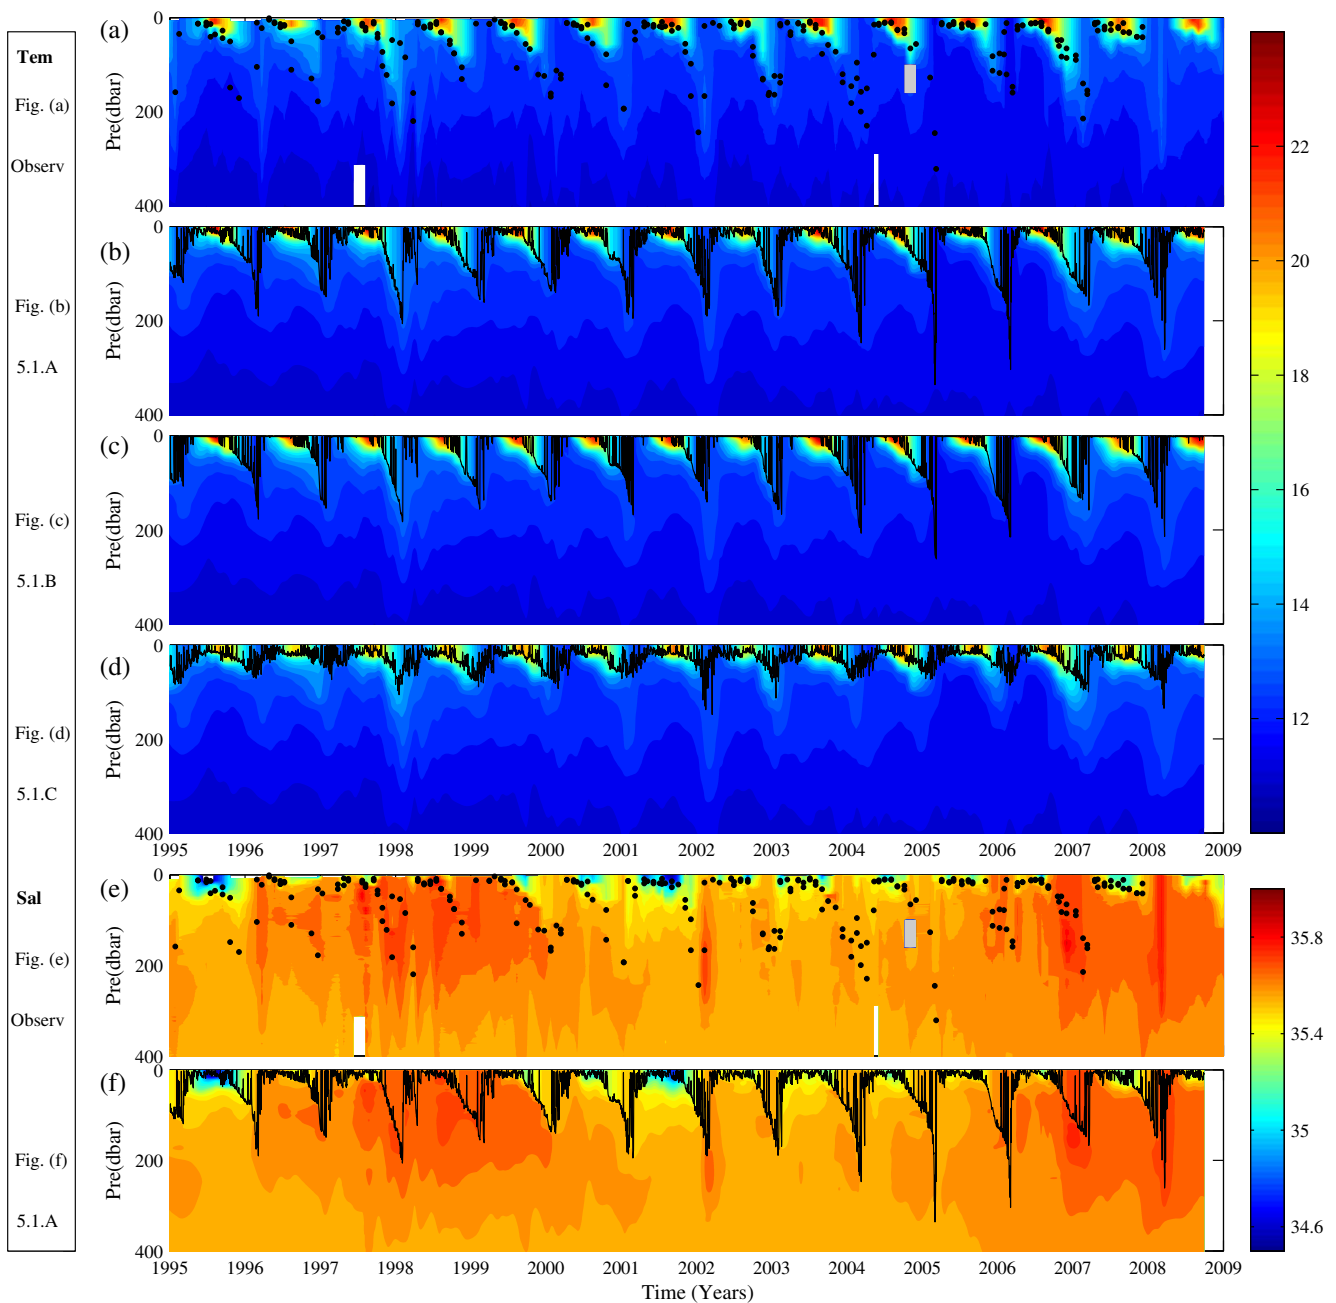 Tem
Fig. (a)
Observ
Fig. (b)
5.1.A
Fig. (c)
5.1.B
Fig. (d)
5.1.C
Sal
Fig. (e)
Observ
Fig. (f)
5.1.A
(a)
Pre(dbar)
0
200
400
(b)
Pre(dbar)
0
200
400
(c)
Pre(dbar)
0
200
400
(d)
Pre(dbar)
0
200
400
1995 1996 1997 1998 1999 2000 2001 2002 2003 2004 2005 2006 2007 2008 2009
22
20
18
16
14
12
(e)
Pre(dbar)
0
200
400
(f)
Pre(dbar)
0
200
400
1995 1996 1997 1998 1999 2000 2001 2002 2003 2004 2005 2006 2007 2008 2009
Time (Years)
35.8
35.4
35
34.6